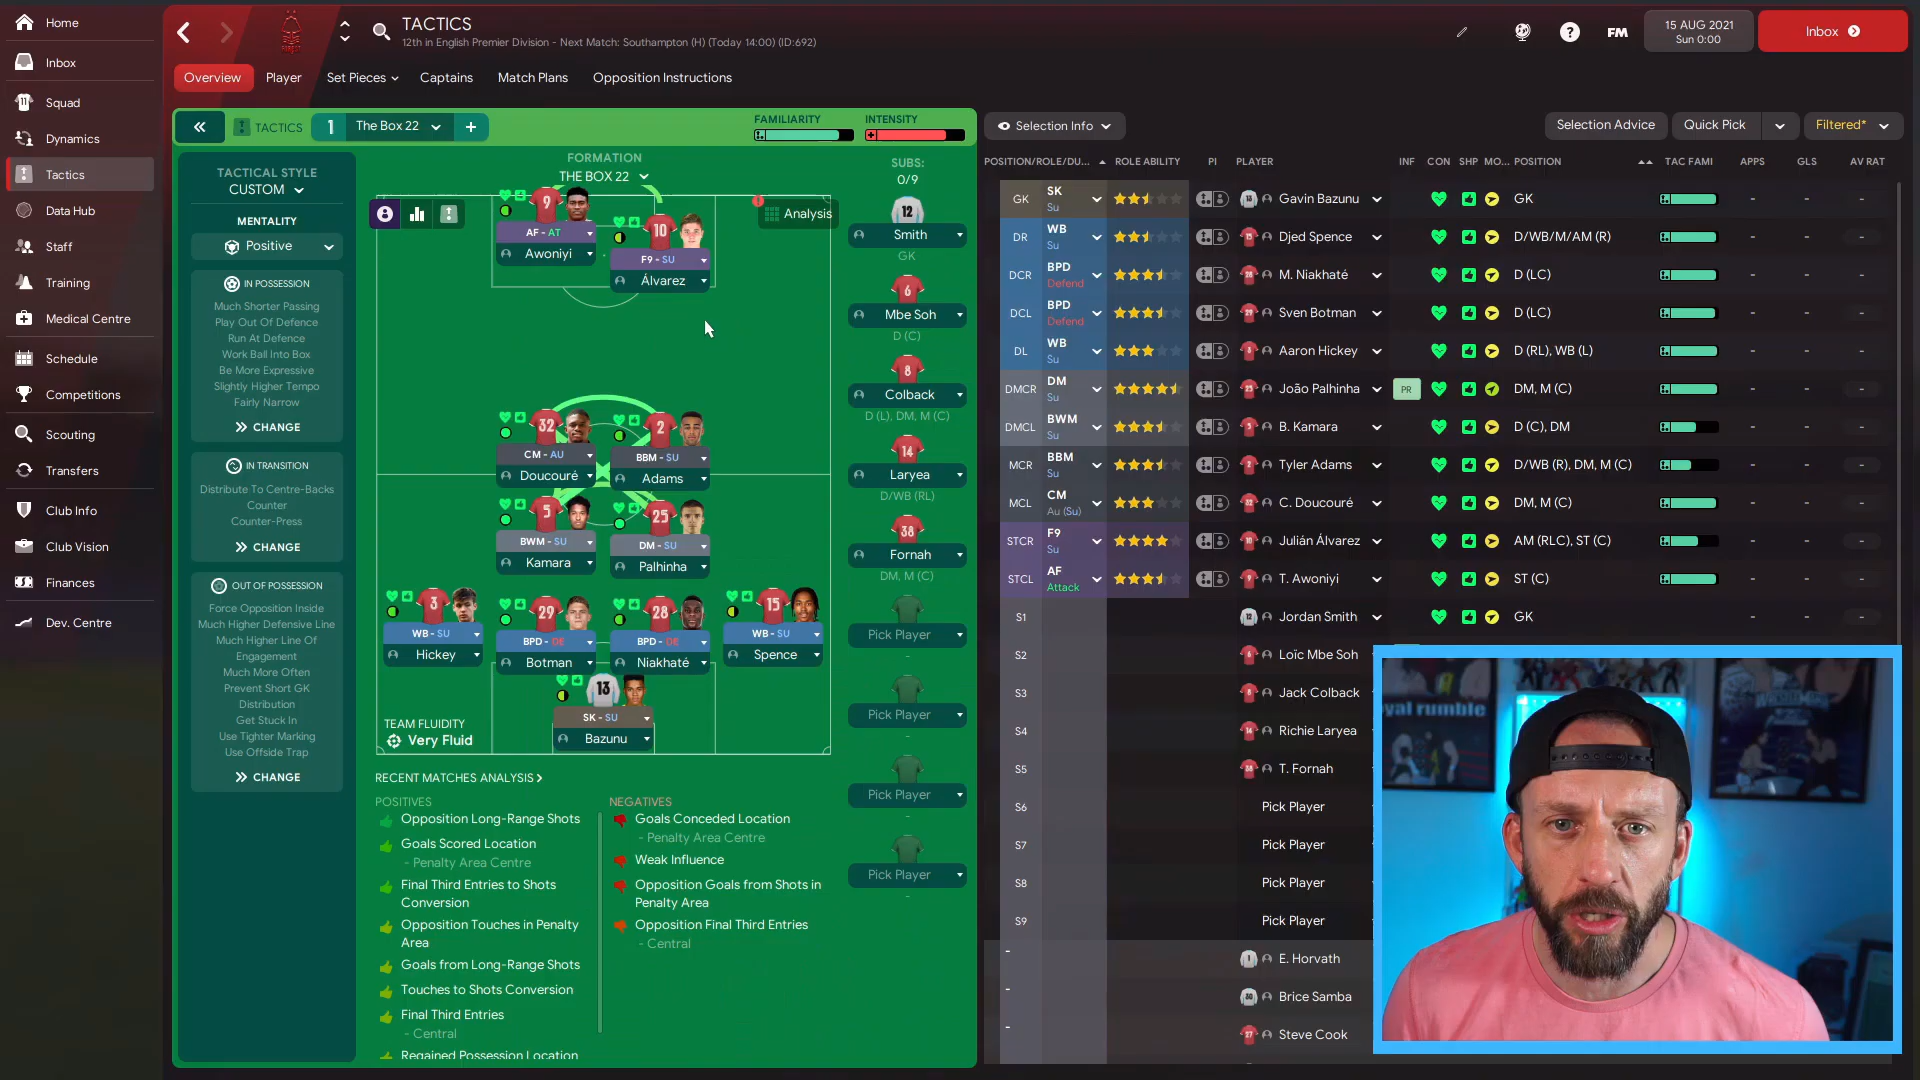 Home
Inbox
Squad
Dynamics
Tactics
Data Hub
Staff
Training
Medical Centre
Schedule
Competitions
Scouting
Transfers
Club Info
Club Vision
Finances
Dev. Centre
TACTICS
12th in English Premier Division - Next Match: Southampton (H) (Today 14:00) (ID:692)
FM
15 AUG 2021
Sun 0:00
Inbox
Overview
Player
Set Pieces
Captains
Match Plans
Opposition Instructions
TACTICS
1
The Box 22
FAMILIARITY
INTENSITY
TACTICAL STYLE
CUSTOM
MENTALITY
Positive
IN POSSESSION
Much Shorter Passing
Play Out Of Defence
Run At Defence
Work Ball Into Box
Be More Expressive
Slightly Higher Tempo
Fairly Narrow
CHANGE
IN TRANSITION
Distribute To Centre-Backs
Counter
Counter-Press
CHANGE
OUT OF POSSESSION
Force Opposition Inside
Much Higher Defensive Line
Much Higher Line Of
Engagement
Much More Often
Prevent Short GK
Distribution
Get Stuck In
Use Tighter Marking
Use Offside Trap
CHANGE
FORMATION
THE BOX 22
Analysis
9
AF - AT
Awoniyi
10
F9 - SU
Álvarez
32
CM - AU
Doucouré
2
BBM - SU
Adams
5
BWM - SU
Kamara
25
DM - SU
Palhinha
3
WB - SU
Hickey
29
BPD - DE
Botman
28
BPD - DE
Niakhaté
15
WB - SU
Spence
13
SK - SU
Bazunu
TEAM FLUIDITY
Very Fluid
SUBS:
0/9
12
Smith
GK
6
Mbe Soh
D (C)
8
Colback
D (L), DM, M (C)
14
Laryea
D/WB (RL)
38
Fornah
DM, M (C)
Pick Player
-
Pick Player
-
Pick Player
-
Pick Player
-
RECENT MATCHES ANALYSIS
POSITIVES
Opposition Long-Range Shots
Goals Scored Location
- Penalty Area Centre
Final Third Entries to Shots
Conversion
Opposition Touches in Penalty
Area
Goals from Long-Range Shots
Touches to Shots Conversion
Final Third Entries
- Central
Regained Possession Location
NEGATIVES
Goals Conceded Location
- Penalty Area Centre
Weak Influence
Opposition Goals from Shots in
Penalty Area
Opposition Final Third Entries
- Central
Selection Info
Selection Advice
Quick Pick
Filtered*
POSITION/ROLE/DU... ROLE ABILITY PI PLAYER INF CON SHP MO... POSITION TAC FAMI APPS GLS AV RAT
GK SK Su Gavin Bazunu GK - - -
DR WB Su Djed Spence D/WB/M/AM (R) - - -
DCR BPD Defend M. Niakhaté D (LC) - - -
DCL BPD Defend Sven Botman D (LC) - - -
DL WB Su Aaron Hickey D (RL), WB (L) - - -
DMCR DM Su João Palhinha PR DM, M (C) - - -
DMCL BWM Su B. Kamara D (C), DM - - -
MCR BBM Su Tyler Adams D/WB (R), DM, M (C) - - -
MCL CM Au (Su) C. Doucouré DM, M (C) - - -
STCR F9 Su Julián Álvarez AM (RLC), ST (C) - - -
STCL AF Attack T. Awoniyi ST (C) - - -
S1 Jordan Smith GK - - -
S2 Loïc Mbe Soh
S3 Jack Colback
S4 Richie Laryea
S5 T. Fornah
S6 Pick Player
S7 Pick Player
S8 Pick Player
S9 Pick Player
- E. Horvath
- Brice Samba
- Steve Cook
yal rumble